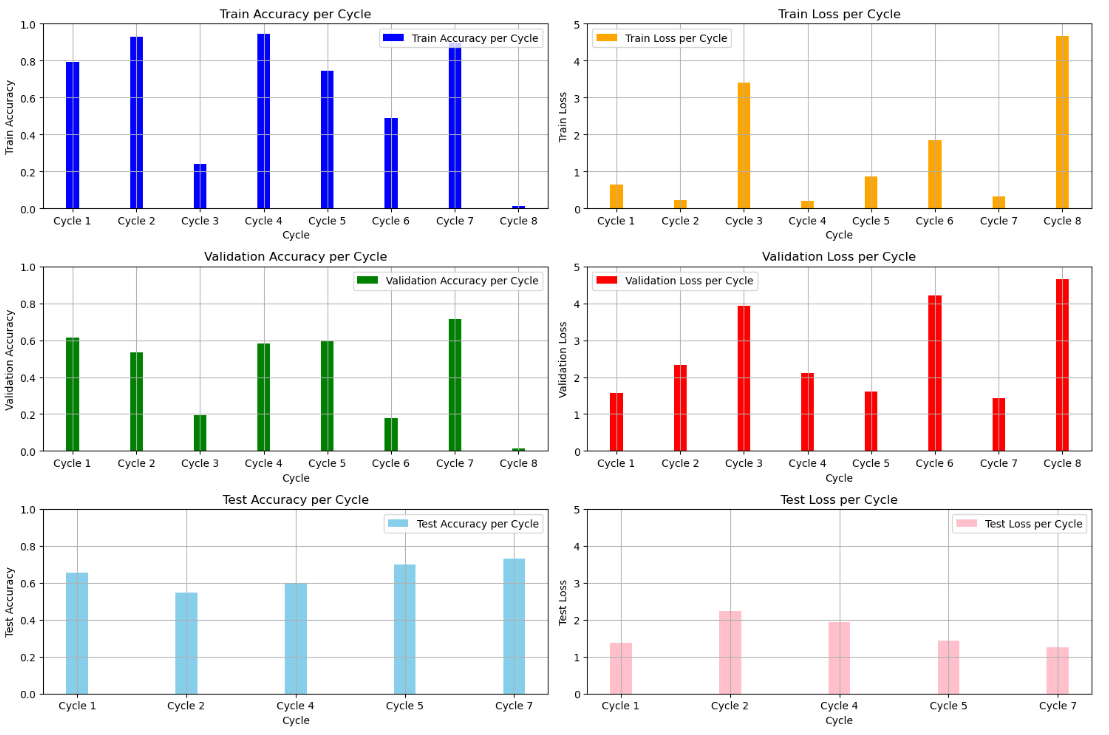 Train Accuracy per Cycle
Train Accuracy
1.0
0.8
0.6
0.4
0.2
0.0
Train Accuracy per Cycle
Cycle 1 Cycle 2 Cycle 3 Cycle 4 Cycle 5 Cycle 6 Cycle 7 Cycle 8
Cycle
Train Loss per Cycle
Train Loss
5
4
3
2
1
0
Train Loss per Cycle
Cycle 1 Cycle 2 Cycle 3 Cycle 4 Cycle 5 Cycle 6 Cycle 7 Cycle 8
Cycle
Validation Accuracy per Cycle
Validation Accuracy
1.0
0.8
0.6
0.4
0.2
0.0
Validation Accuracy per Cycle
Cycle 1 Cycle 2 Cycle 3 Cycle 4 Cycle 5 Cycle 6 Cycle 7 Cycle 8
Cycle
Validation Loss per Cycle
Validation Loss
5
4
3
2
1
0
Validation Loss per Cycle
Cycle 1 Cycle 2 Cycle 3 Cycle 4 Cycle 5 Cycle 6 Cycle 7 Cycle 8
Cycle
Test Accuracy per Cycle
Test Accuracy
1.0
0.8
0.6
0.4
0.2
0.0
Test Accuracy per Cycle
Cycle 1 Cycle 2 Cycle 4 Cycle 5 Cycle 7
Cycle
Test Loss per Cycle
Test Loss
5
4
3
2
1
0
Test Loss per Cycle
Cycle 1 Cycle 2 Cycle 4 Cycle 5 Cycle 7
Cycle